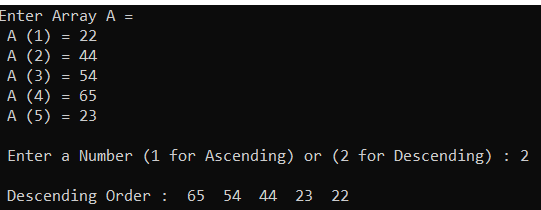 Enter Array A =
A (1) = 22
A (2) = 44
A (3) = 54
A (4) = 65
A (5) = 23
Enter a Number (1 for Ascending) or (2 for Descending) : 2
Descending Order :  65  54  44  23  22